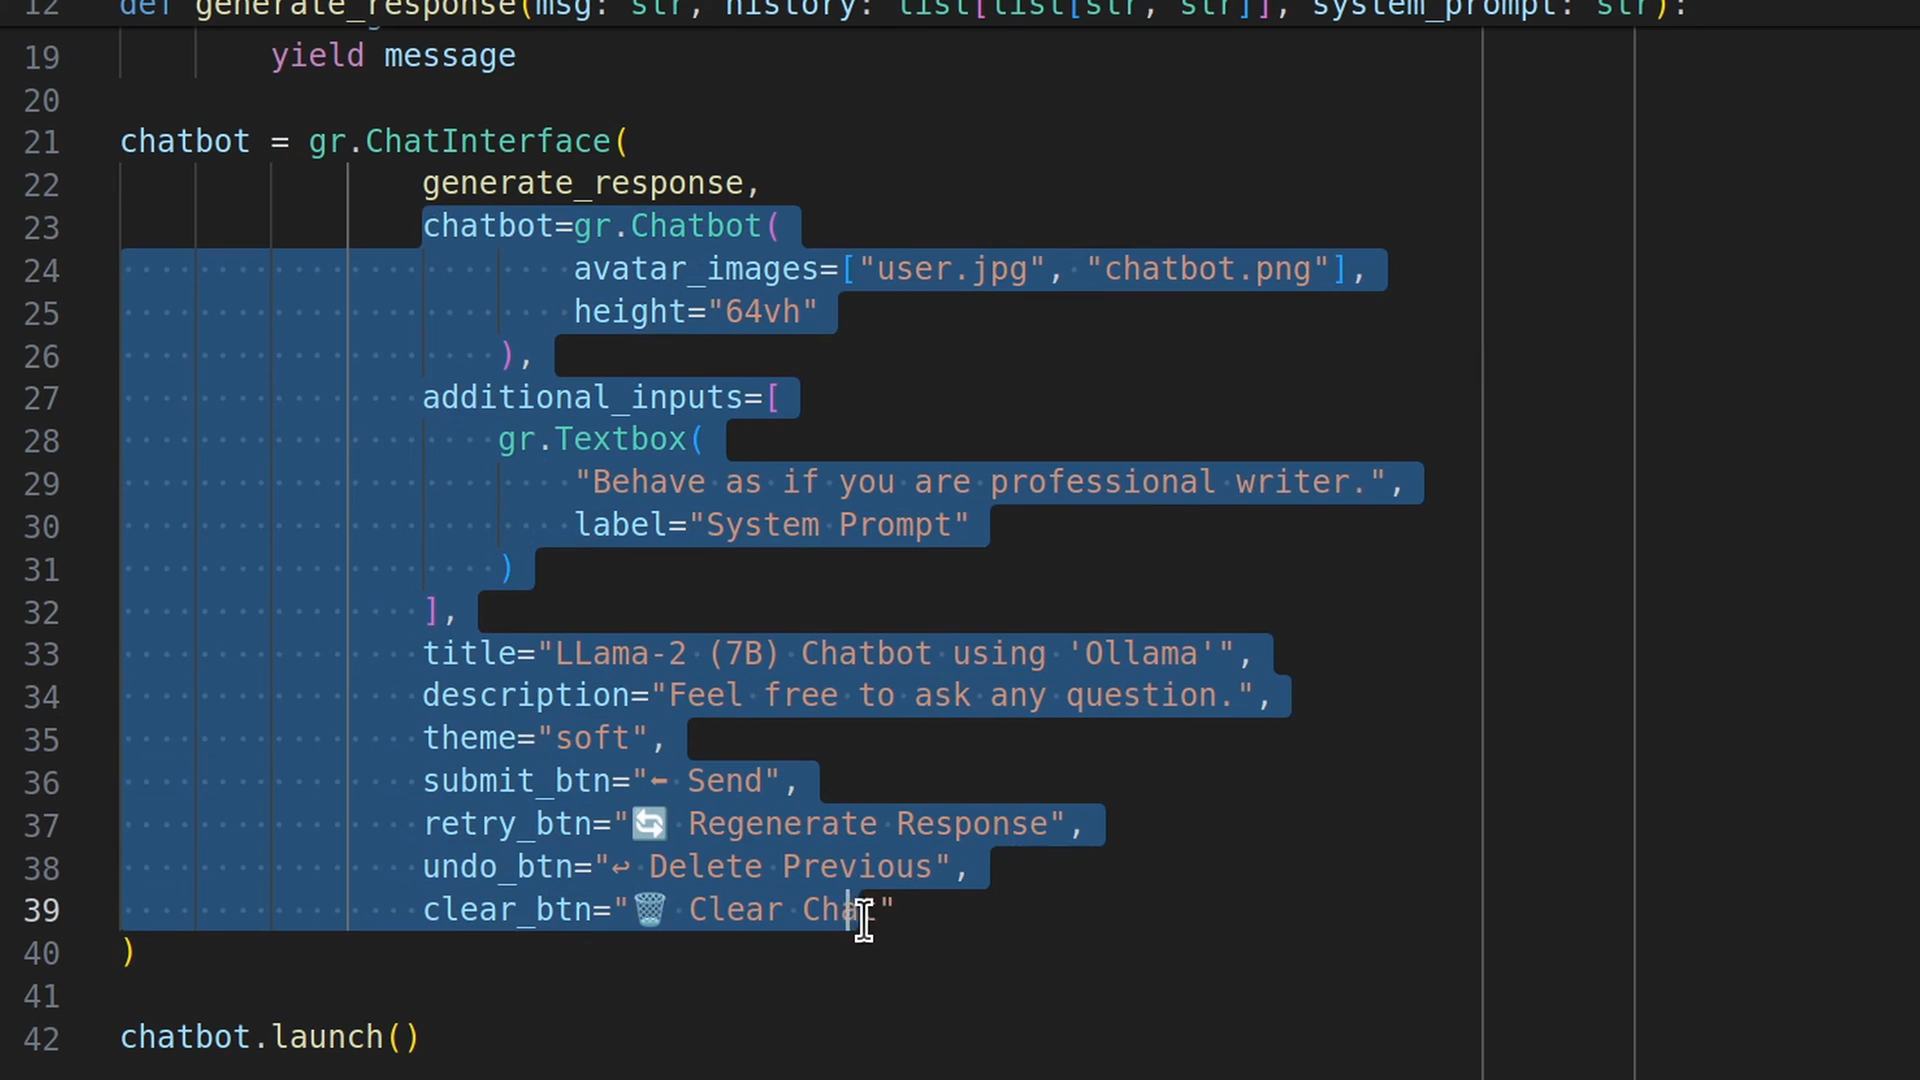 12 def generate_response(msg: str, history: list[list[str, str]], system_prompt: str):
19 yield message
20
21 chatbot = gr.ChatInterface(
22 generate_response,
23 chatbot=gr.Chatbot(
24 avatar_images=["user.jpg", "chatbot.png"],
25 height="64vh"
26 ),
27 additional_inputs=[
28 gr.Textbox(
29 "Behave as if you are professional writer.",
30 label="System Prompt"
31 )
32 ],
33 title="LLama-2 (7B) Chatbot using 'Ollama'",
34 description="Feel free to ask any question.",
35 theme="soft",
36 submit_btn="⬅ Send",
37 retry_btn="🔄 Regenerate Response",
38 undo_btn="↩ Delete Previous",
39 clear_btn="🗑️ Clear Chat"
40 )
41
42 chatbot.launch()